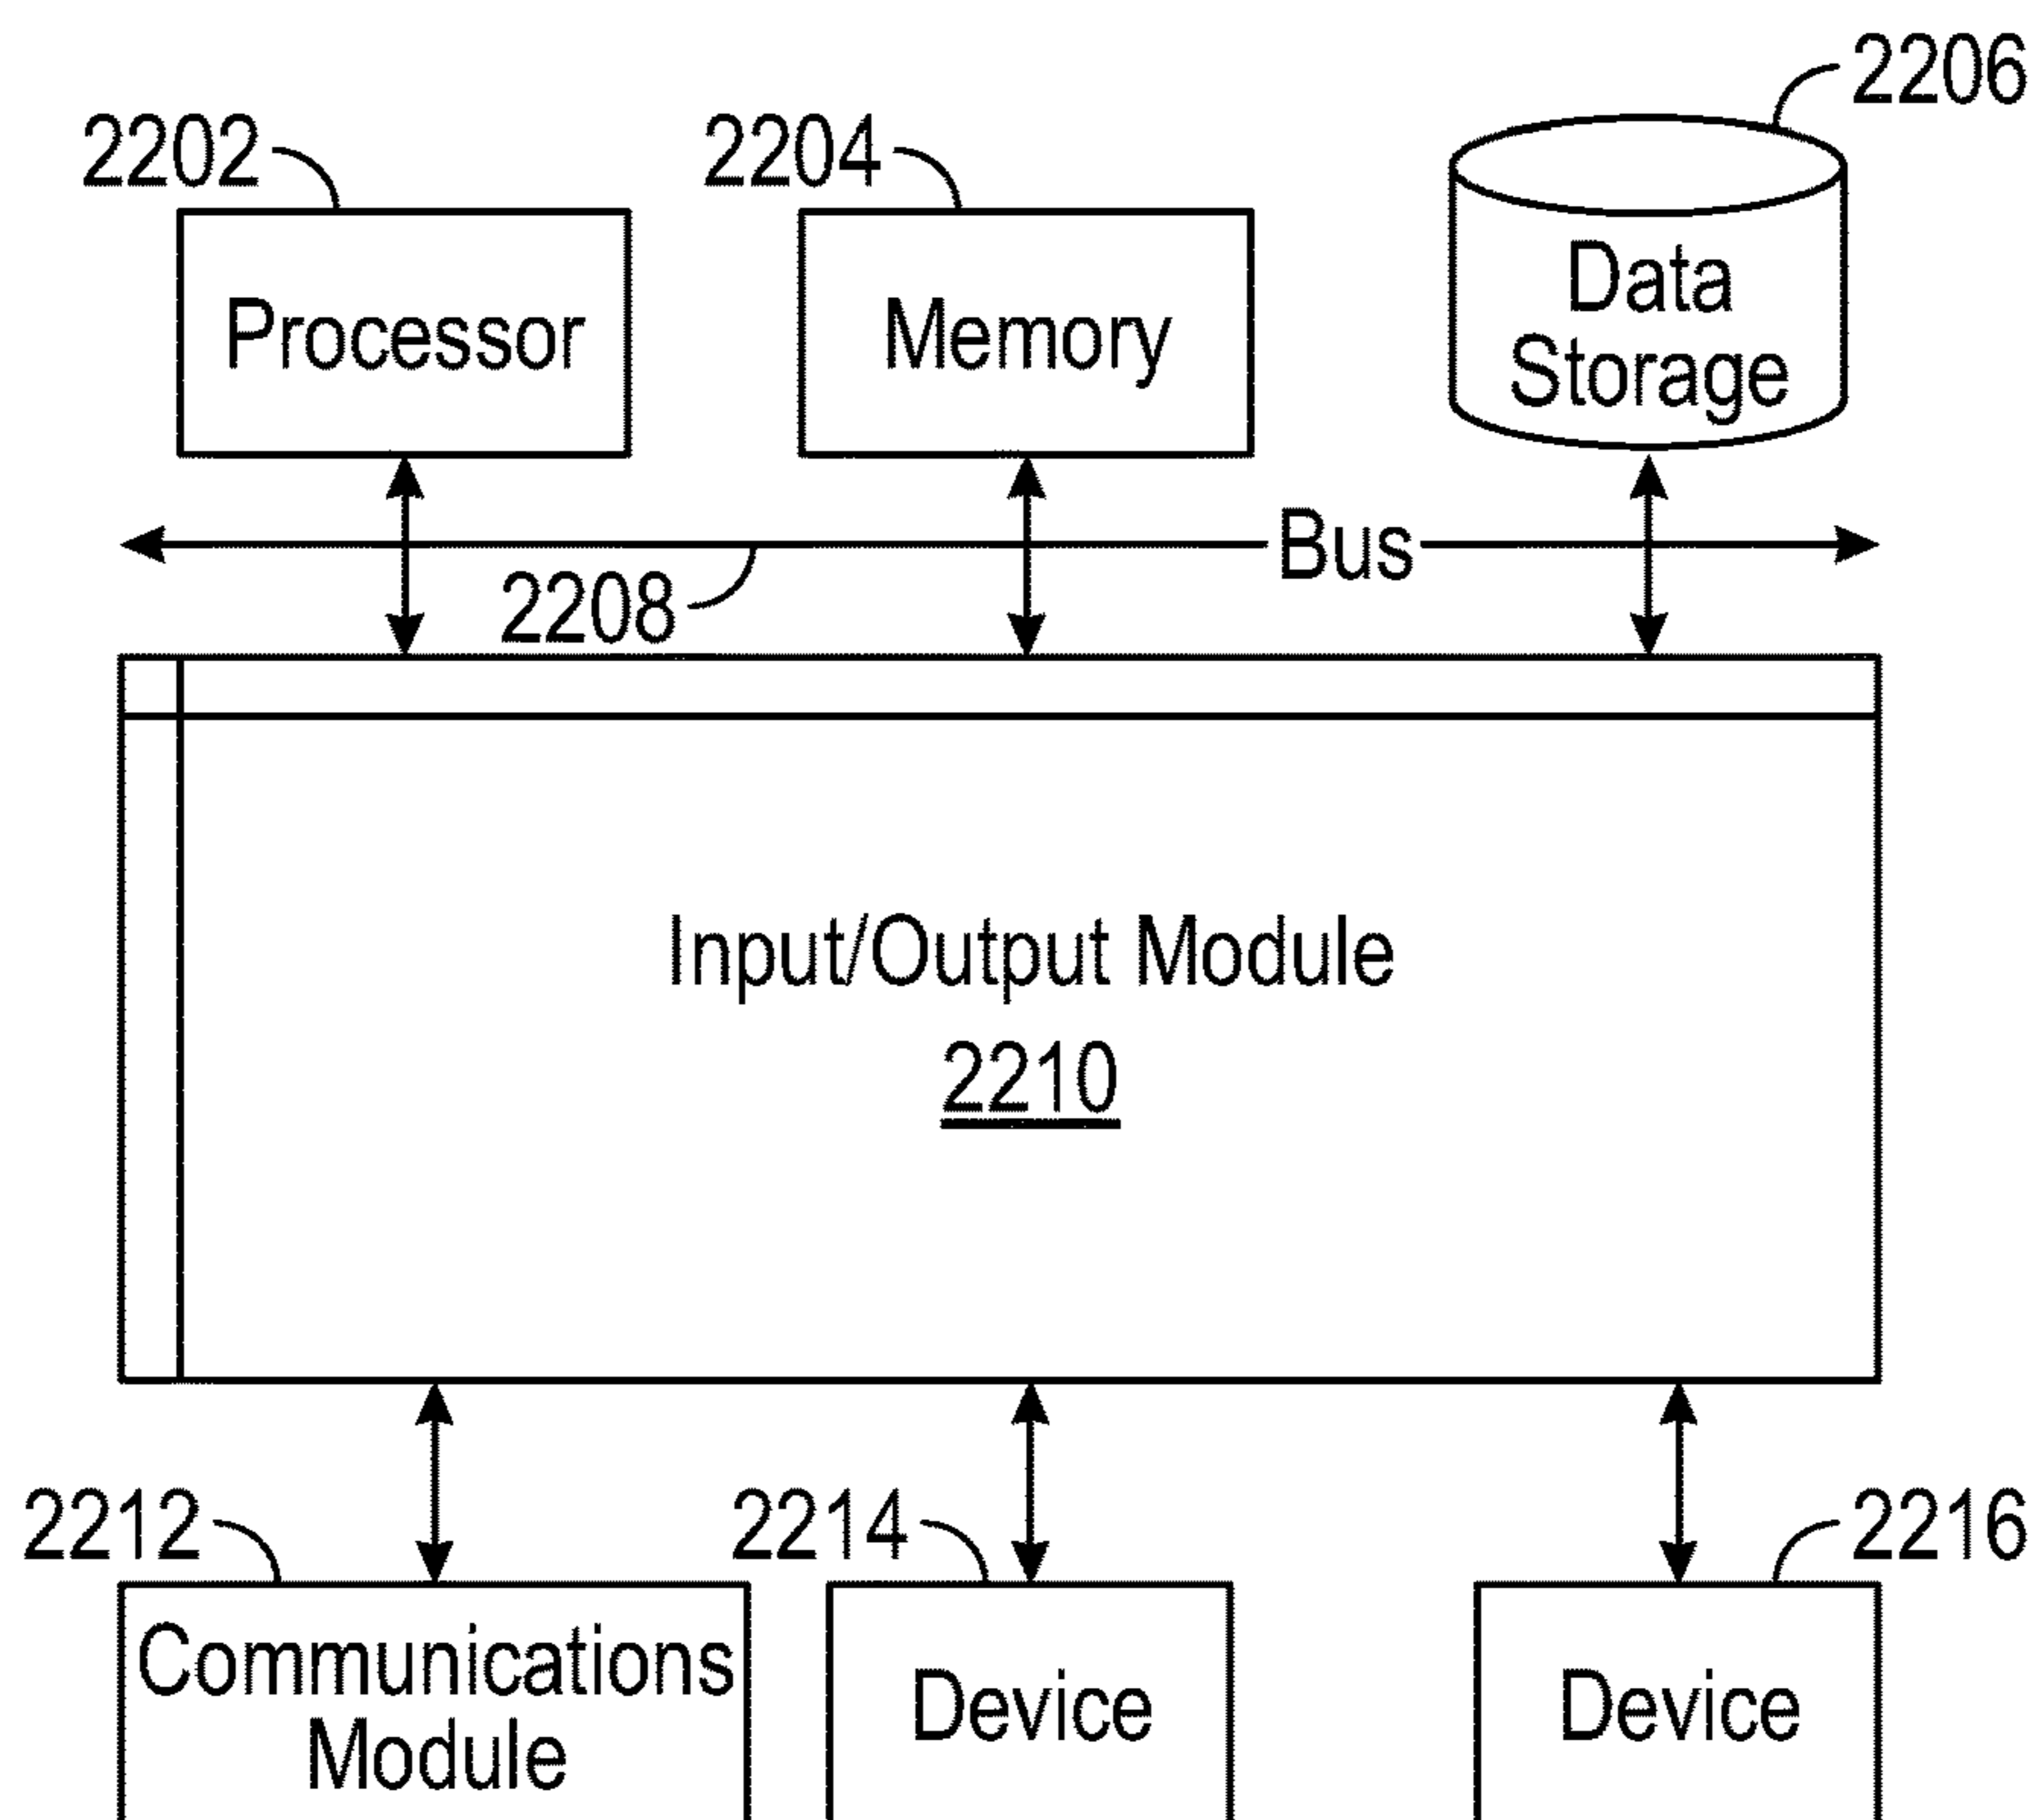 2206
2202
2204
Data
Storage
Processor
Memory
Bus
2208
Input/Output Module
2210
2212
2214
2216
Communications
Module
Device
Device